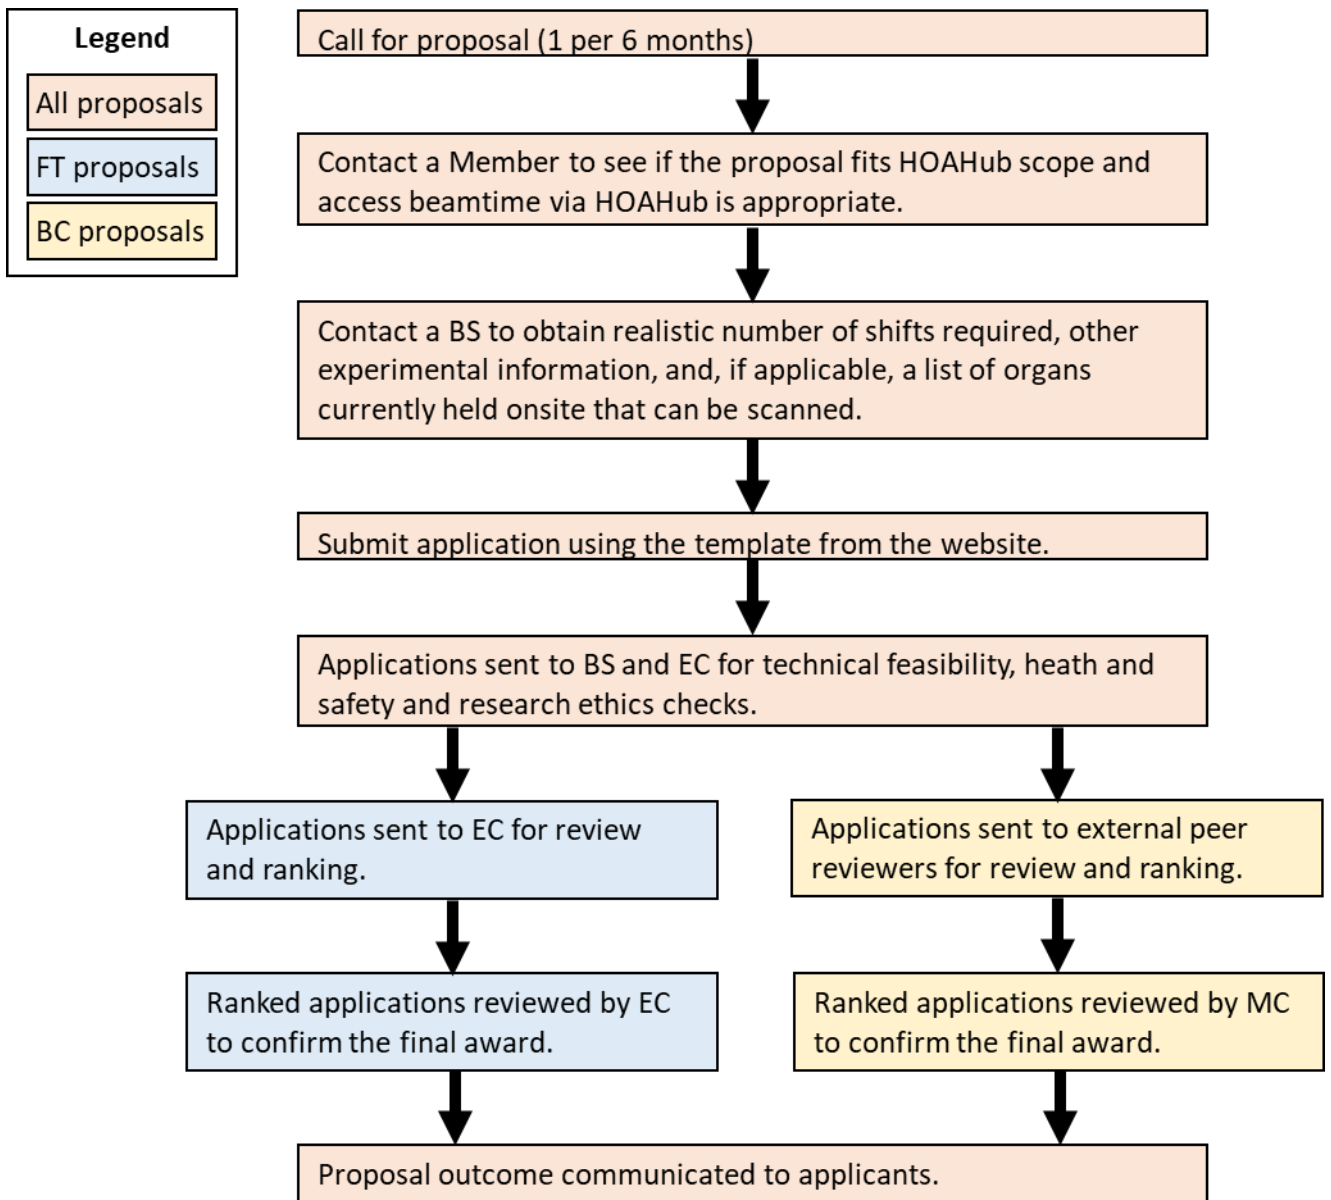 Legend
All proposals
FT proposals
BC proposals
Call for proposal (1 per 6 months)
Contact a Member to see if the proposal fits HOAHub scope and
access beamtime via HOAHub is appropriate.
Contact a BS to obtain realistic number of shifts required, other
experimental information, and, if applicable, a list of organs
currently held onsite that can be scanned.
Submit application using the template from the website.
Applications sent to BS and EC for technical feasibility, heath and
safety and research ethics checks.
Applications sent to EC for review
and ranking.
Applications sent to external peer
reviewers for review and ranking.
Ranked applications reviewed by EC
to confirm the final award.
Ranked applications reviewed by MC
to confirm the final award.
Proposal outcome communicated to applicants.